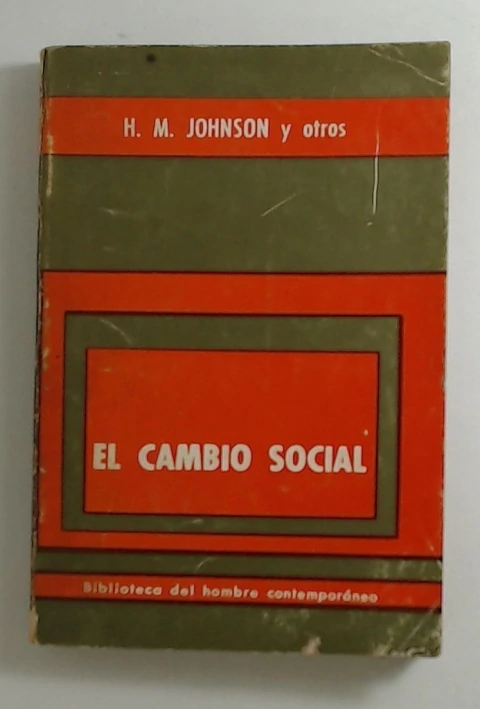 H. M. JOHNSON y otros
EL CAMBIO SOCIAL
Biblioteca del hombre contemporáneo